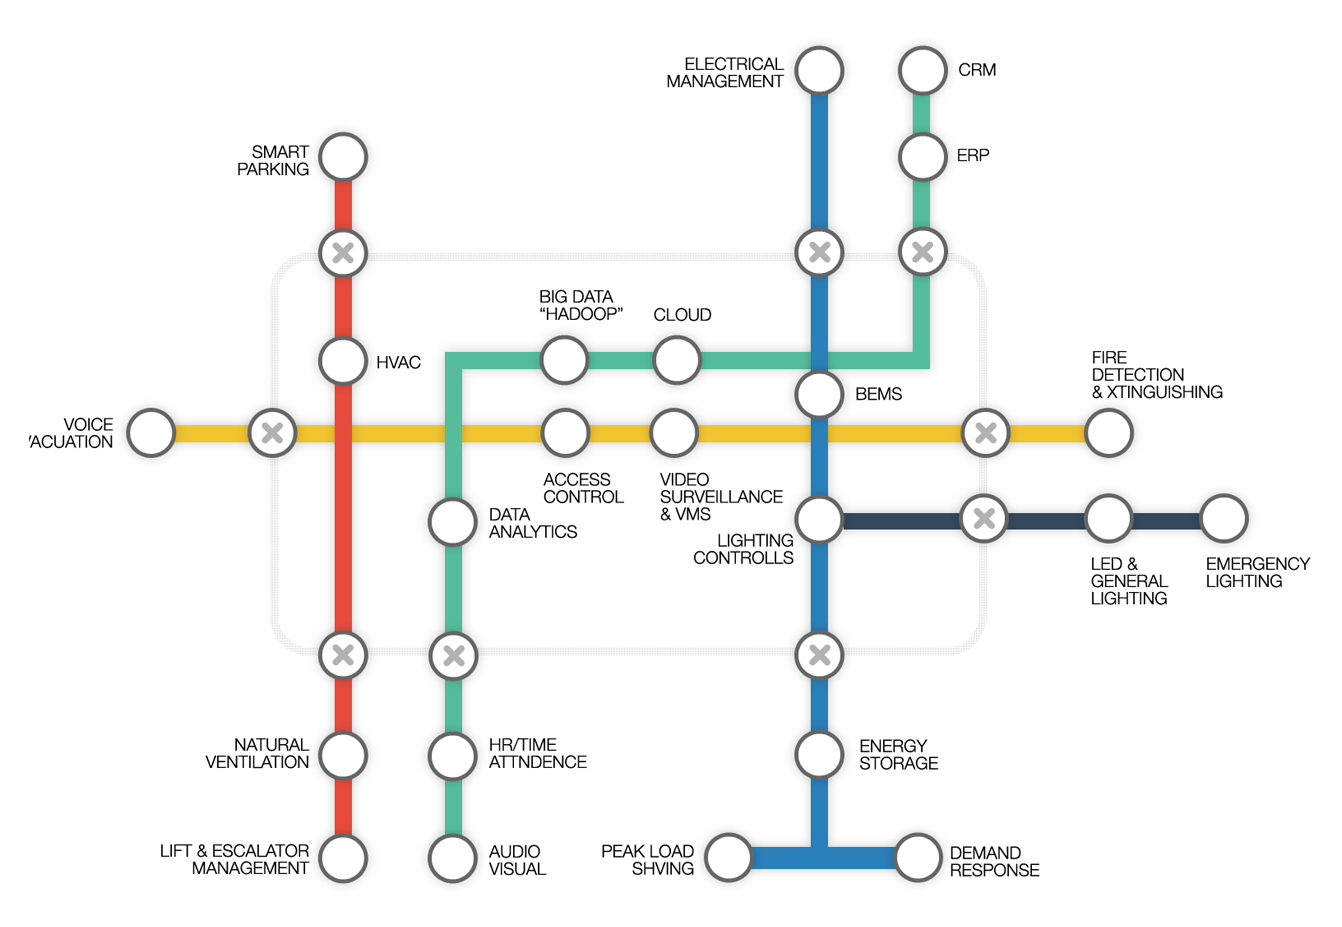 ELECTRICAL
MANAGEMENT
CRM
SMART
PARKING
ERP
BIG DATA
“HADOOP”
CLOUD
HVAC
FIRE
DETECTION
& XTINGUISHING
BEMS
VOICE
/ACUATION
ACCESS
CONTROL
VIDEO
SURVEILLANCE
& VMS
DATA
ANALYTICS
LIGHTING
CONTROLLS
LED &
GENERAL
LIGHTING
EMERGENCY
LIGHTING
NATURAL
VENTILATION
HR/TIME
ATTNDENCE
ENERGY
STORAGE
LIFT & ESCALATOR
MANAGEMENT
AUDIO
VISUAL
PEAK LOAD
SHVING
DEMAND
RESPONSE